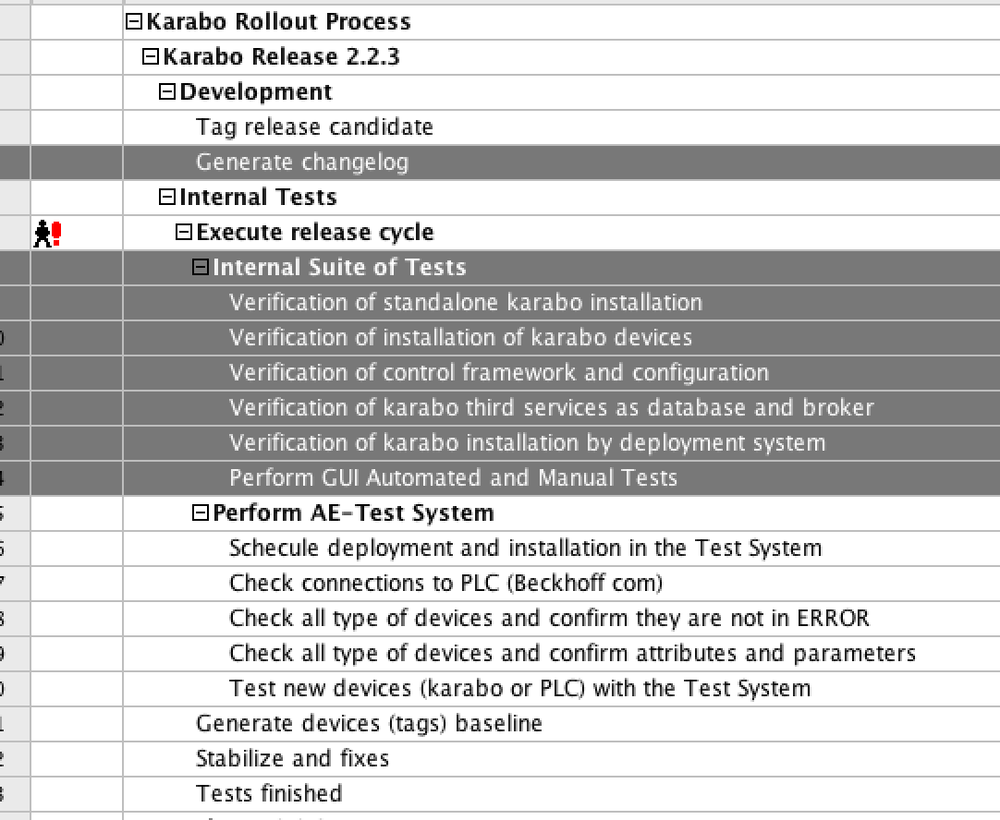 Karabo Rollout Process
Karabo Release 2.2.3
Development
Tag release candidate
Generate changelog
Internal Tests
Execute release cycle
Internal Suite of Tests
Verification of standalone karabo installation
Verification of installation of karabo devices
Verification of control framework and configuration
Verification of karabo third services as database and broker
Verification of karabo installation by deployment system
Perform GUI Automated and Manual Tests
Perform AE-Test System
Schecule deployment and installation in the Test System
Check connections to PLC (Beckhoff com)
Check all type of devices and confirm they are not in ERROR
Check all type of devices and confirm attributes and parameters
Test new devices (karabo or PLC) with the Test System
Generate devices (tags) baseline
Stabilize and fixes
Tests finished